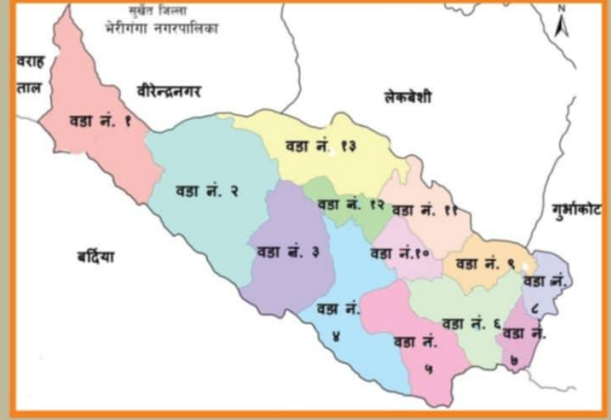 सुर्खेत जिल्ला
भेरीगंगा नगरपालिका
वराह
ताल
वीरेन्द्रनगर
लेकबेशी
वडा नं. १
वडा नं. १३
वडा नं. २
वडा नं. १२
वडा नं. ११
गुर्भाकोट
बर्दिया
वडा नं. ३
वडा नं.१०
वडा नं. ९
वडा नं.
८
वडा नं.
४
वडा नं. ६
वडा नं.
७
वडा नं.
५
N